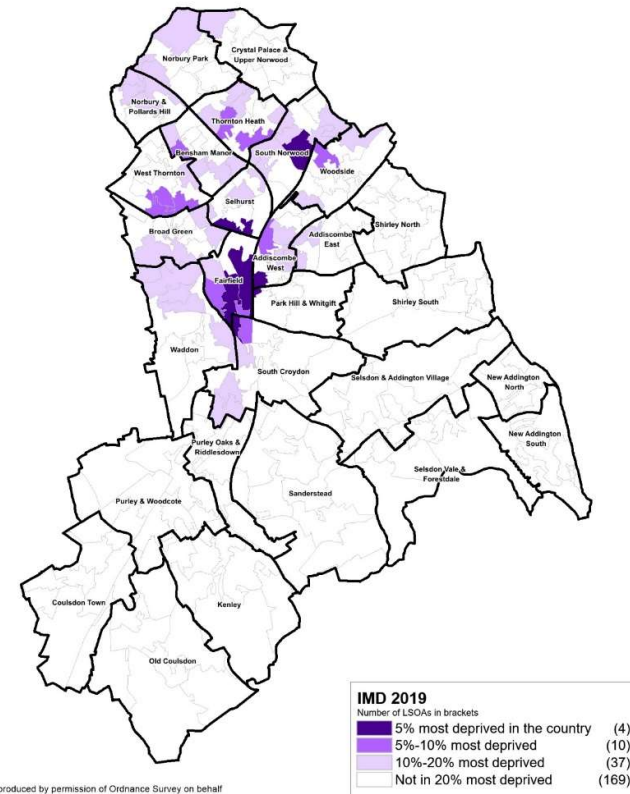 Norbury Park
Crystal Palace &
Upper Norwood
Norbury &
Pollards Hill
Thornton Heath
Bensham Manor
South Norwood
West Thornton
Woodside
Selhurst
Broad Green
Addiscombe
East
Shirley North
Addiscombe
West
Fairfield
Park Hill & Whitgift
Shirley South
Waddon
South Croydon
Selsdon & Addington Village
New Addington
North
New Addington
South
Purley Oaks &
Riddlesdown
Selsdon Vale &
Forestdale
Sanderstead
Purley & Woodcote
Coulsdon Town
Kenley
Old Coulsdon
IMD 2019
Number of LSOAs in brackets
5% most deprived in the country (4)
5%-10% most deprived (10)
10%-20% most deprived (37)
Not in 20% most deprived (169)
produced by permission of Ordnance Survey on behalf